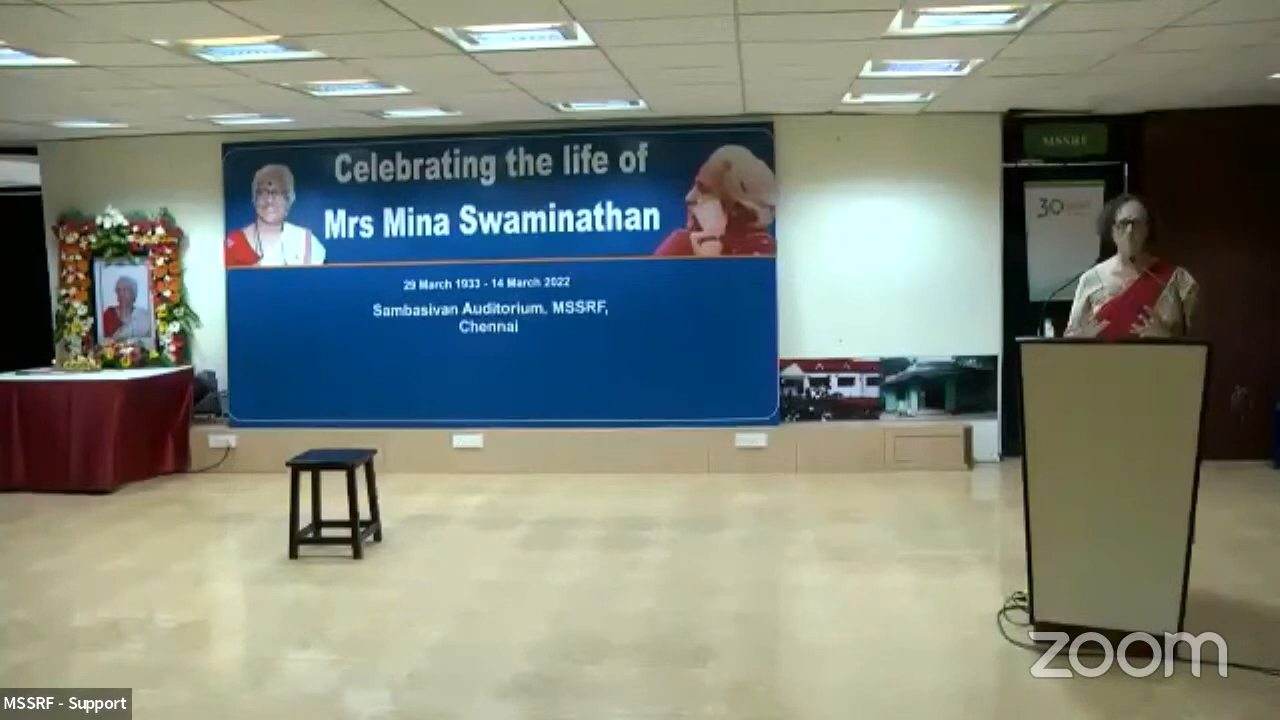 Celebrating the life of
Mrs Mina Swaminathan
29 March 1933 - 14 March 2022
Sambasivan Auditorium, MSSRF,
Chennai
MSSRF
30
zoom
MSSRF - Support